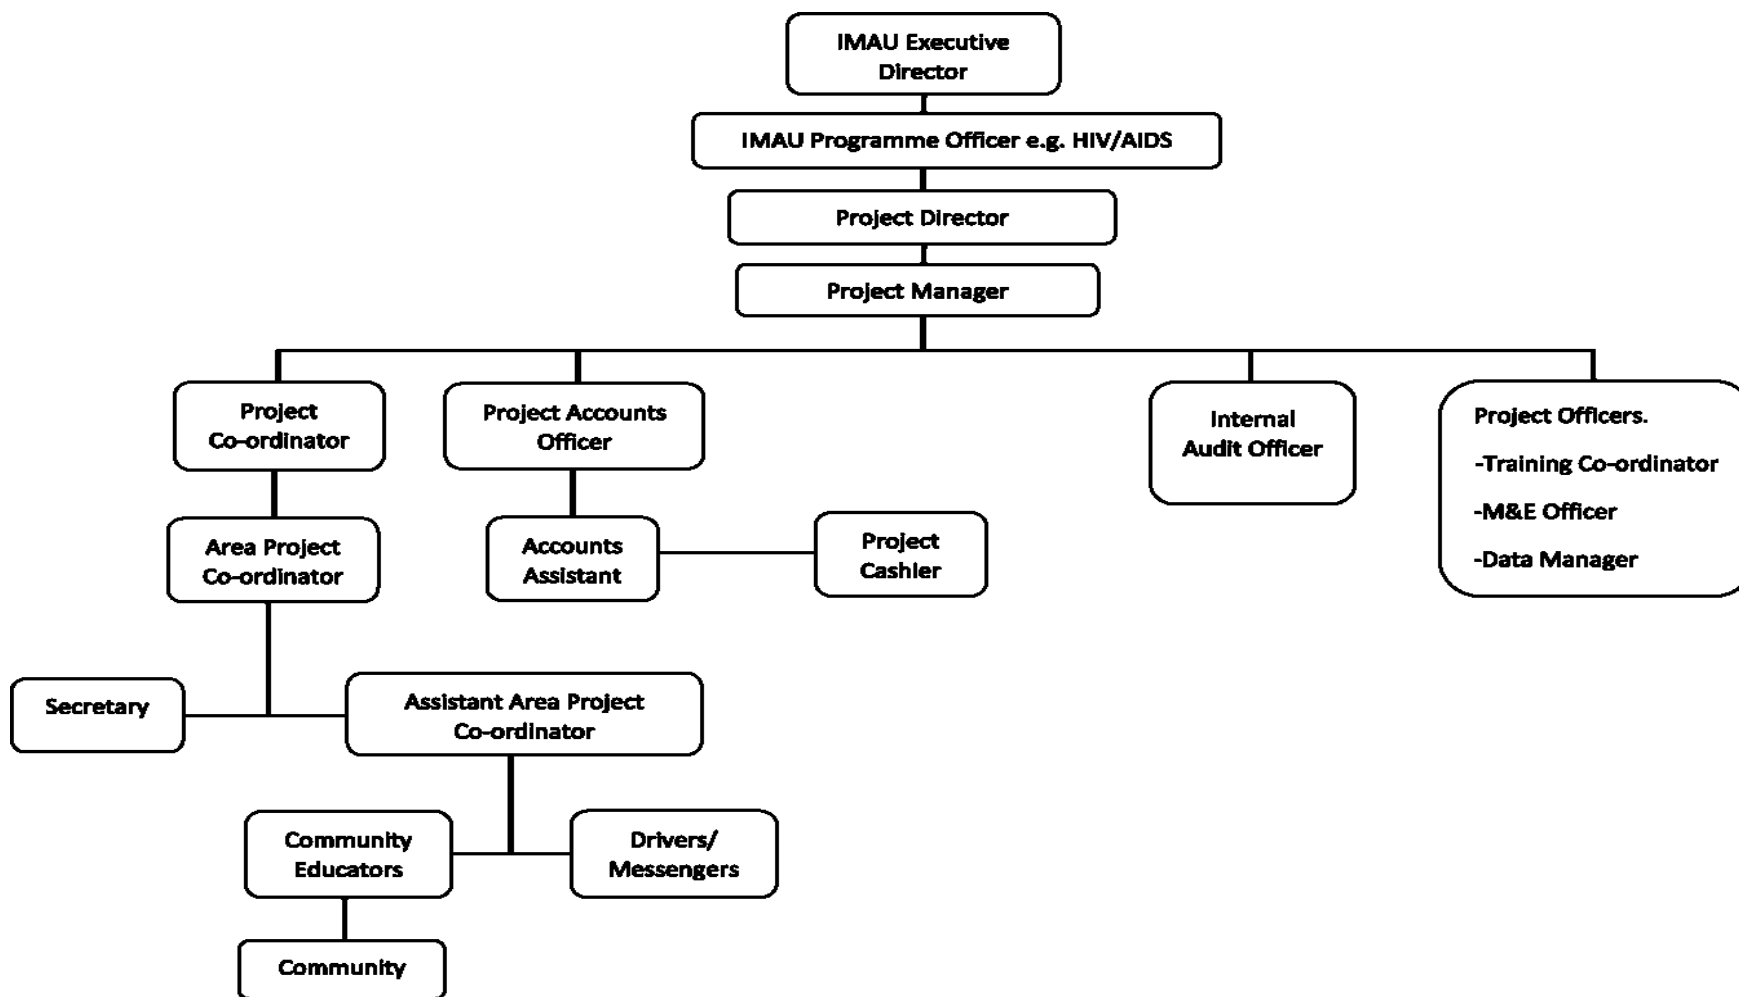 IMAU Executive
Director
IMAU Programme Officer e.g. HIV/AIDS
Project Director
Project Manager
Project
Co-ordinator
Project Accounts
Officer
Internal
Audit Officer
Project Officers.
-Training Co-ordinator
-M&E Officer
-Data Manager
Area Project
Co-ordinator
Accounts
Assistant
Project
Cashier
Secretary
Assistant Area Project
Co-ordinator
Community
Educators
Drivers/
Messengers
Community